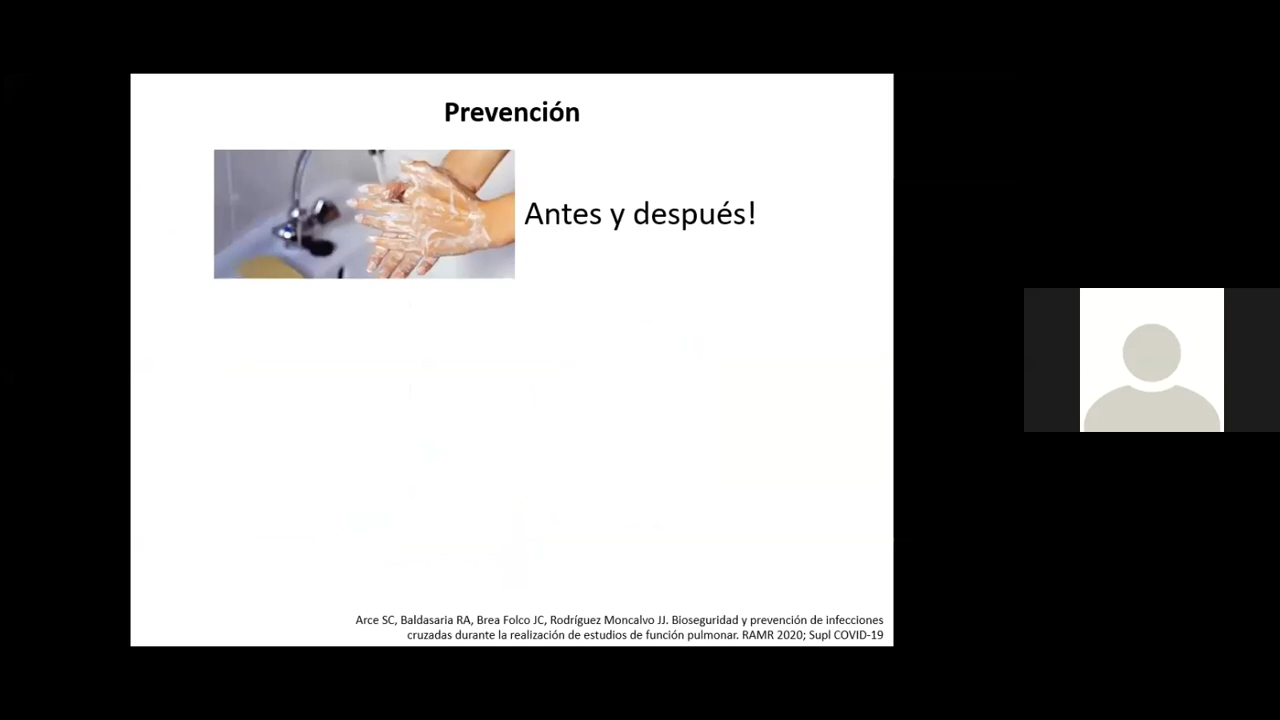 Prevención
Antes y después!
Arce SC, Baldasaria RA, Brea Folco JC, Rodríguez Moncalvo JJ. Bioseguridad y prevención de infecciones
cruzadas durante la realización de estudios de función pulmonar. RAMR 2020; Supl COVID-19